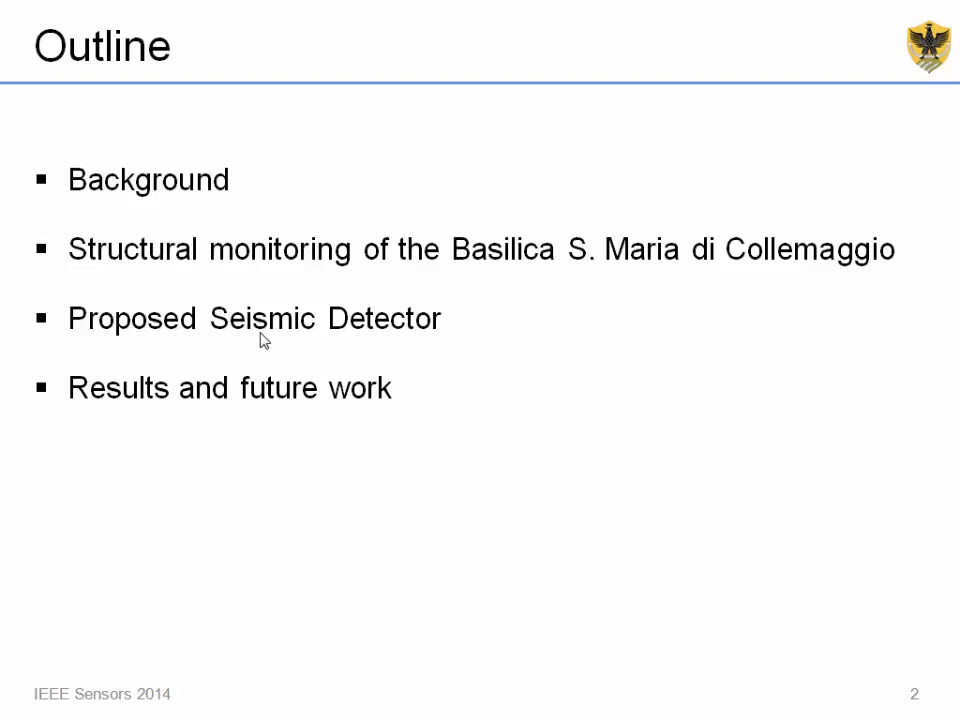 Outline
Background
Structural monitoring of the Basilica S. Maria di Collemaggio
Proposed Seismic Detector
Results and future work
IEEE Sensors 2014
2